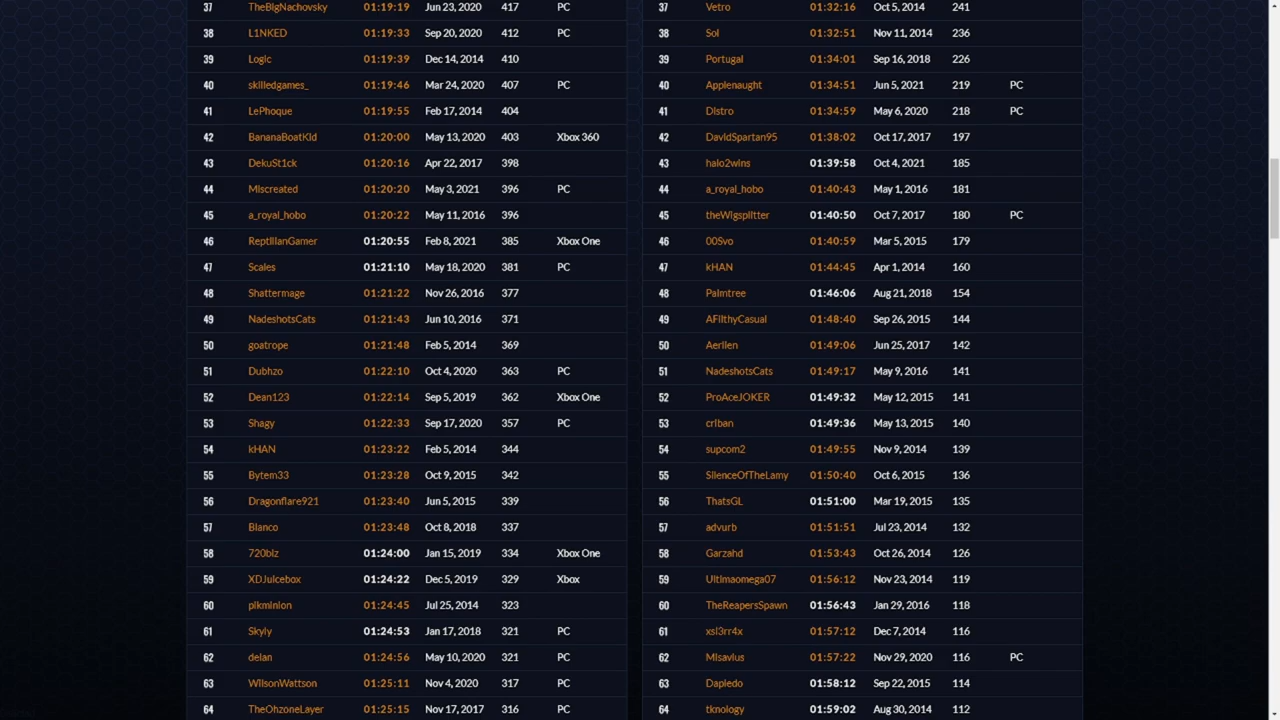 37 TheBigNachovsky 01:19:19 Jun 23, 2020 417 PC 37 Vetro 01:32:16 Oct 5, 2014 241
38 L1NKED 01:19:33 Sep 20, 2020 412 PC 38 Sol 01:32:51 Nov 11, 2014 236
39 Logic 01:19:39 Dec 14, 2014 410 39 Portugal 01:34:01 Sep 16, 2018 226
40 skilledgames_ 01:19:46 Mar 24, 2020 407 PC 40 Applenaught 01:34:51 Jun 5, 2021 219 PC
41 LePhoque 01:19:55 Feb 17, 2014 404 41 Distro 01:34:59 May 6, 2020 218 PC
42 BananaBoatKid 01:20:00 May 13, 2020 403 Xbox 360 42 DavidSpartan95 01:38:02 Oct 17, 2017 197
43 DekuSt1ck 01:20:16 Apr 22, 2017 398 43 halo2wins 01:39:58 Oct 4, 2021 185
44 Miscreated 01:20:20 May 3, 2021 396 PC 44 a_royal_hobo 01:40:43 May 1, 2016 181
45 a_royal_hobo 01:20:22 May 11, 2016 396 45 theWigsplitter 01:40:50 Oct 7, 2017 180 PC
46 ReptilianGamer 01:20:55 Feb 8, 2021 385 Xbox One 46 00Svo 01:40:59 Mar 5, 2015 179
47 Scales 01:21:10 May 18, 2020 381 PC 47 kHAN 01:44:45 Apr 1, 2014 160
48 Shattermage 01:21:22 Nov 26, 2016 377 48 Palmtree 01:46:06 Aug 21, 2018 154
49 NadeshotsCats 01:21:43 Jun 10, 2016 371 49 AFilthyCasual 01:48:40 Sep 26, 2015 144
50 goatrope 01:21:48 Feb 5, 2014 369 50 Aerilen 01:49:06 Jun 25, 2017 142
51 Dubhzo 01:22:10 Oct 4, 2020 363 PC 51 NadeshotsCats 01:49:17 May 9, 2016 141
52 Dean123 01:22:14 Sep 5, 2019 362 Xbox One 52 ProAceJOKER 01:49:32 May 12, 2015 141
53 Shagy 01:22:33 Sep 17, 2020 357 PC 53 criban 01:49:36 May 13, 2015 140
54 kHAN 01:23:22 Feb 5, 2014 344 54 supcom2 01:49:55 Nov 9, 2014 139
55 Bytem33 01:23:28 Oct 9, 2015 342 55 SilenceOfTheLamy 01:50:40 Oct 6, 2015 136
56 Dragonflare921 01:23:40 Jun 5, 2015 339 56 ThatsGL 01:51:00 Mar 19, 2015 135
57 Blanco 01:23:48 Oct 8, 2018 337 57 advurb 01:51:51 Jul 23, 2014 132
58 720biz 01:24:00 Jan 15, 2019 334 Xbox One 58 Garzahd 01:53:43 Oct 26, 2014 126
59 XDJuicebox 01:24:22 Dec 5, 2019 329 Xbox 59 Ultimaomega07 01:56:12 Nov 23, 2014 119
60 pikminion 01:24:45 Jul 25, 2014 323 60 TheReapersSpawn 01:56:43 Jan 29, 2016 118
61 Skyly 01:24:53 Jan 17, 2018 321 PC 61 xsi3rr4x 01:57:12 Dec 7, 2014 116
62 delan 01:24:56 May 10, 2020 321 PC 62 Misavius 01:57:22 Nov 29, 2020 116 PC
63 WilsonWattson 01:25:11 Nov 4, 2020 317 PC 63 Dapledo 01:58:12 Sep 22, 2015 114
64 TheOhzoneLayer 01:25:15 Nov 17, 2017 316 PC 64 tknology 01:59:02 Aug 30, 2014 112